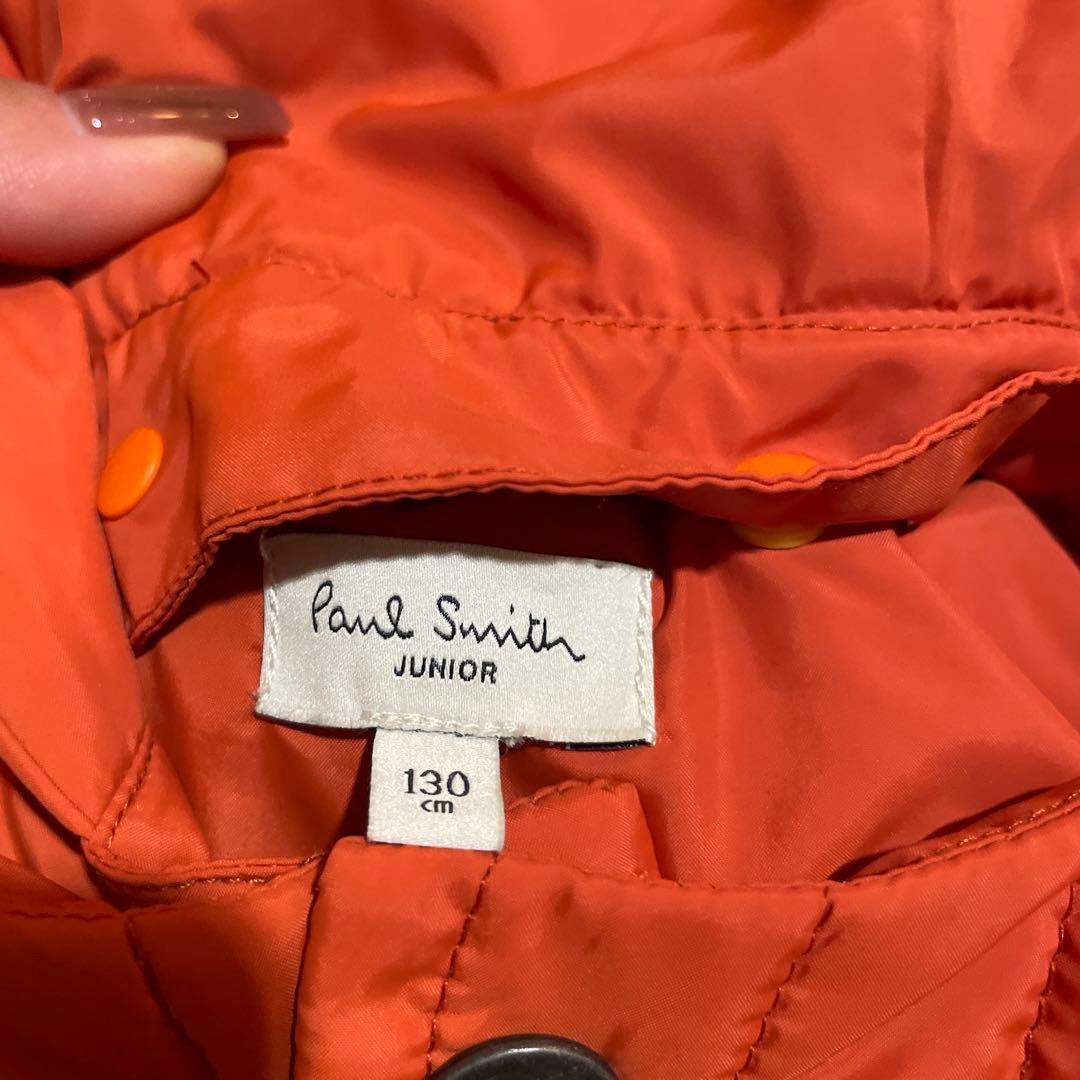 Paul Smith
JUNIOR
130
cm